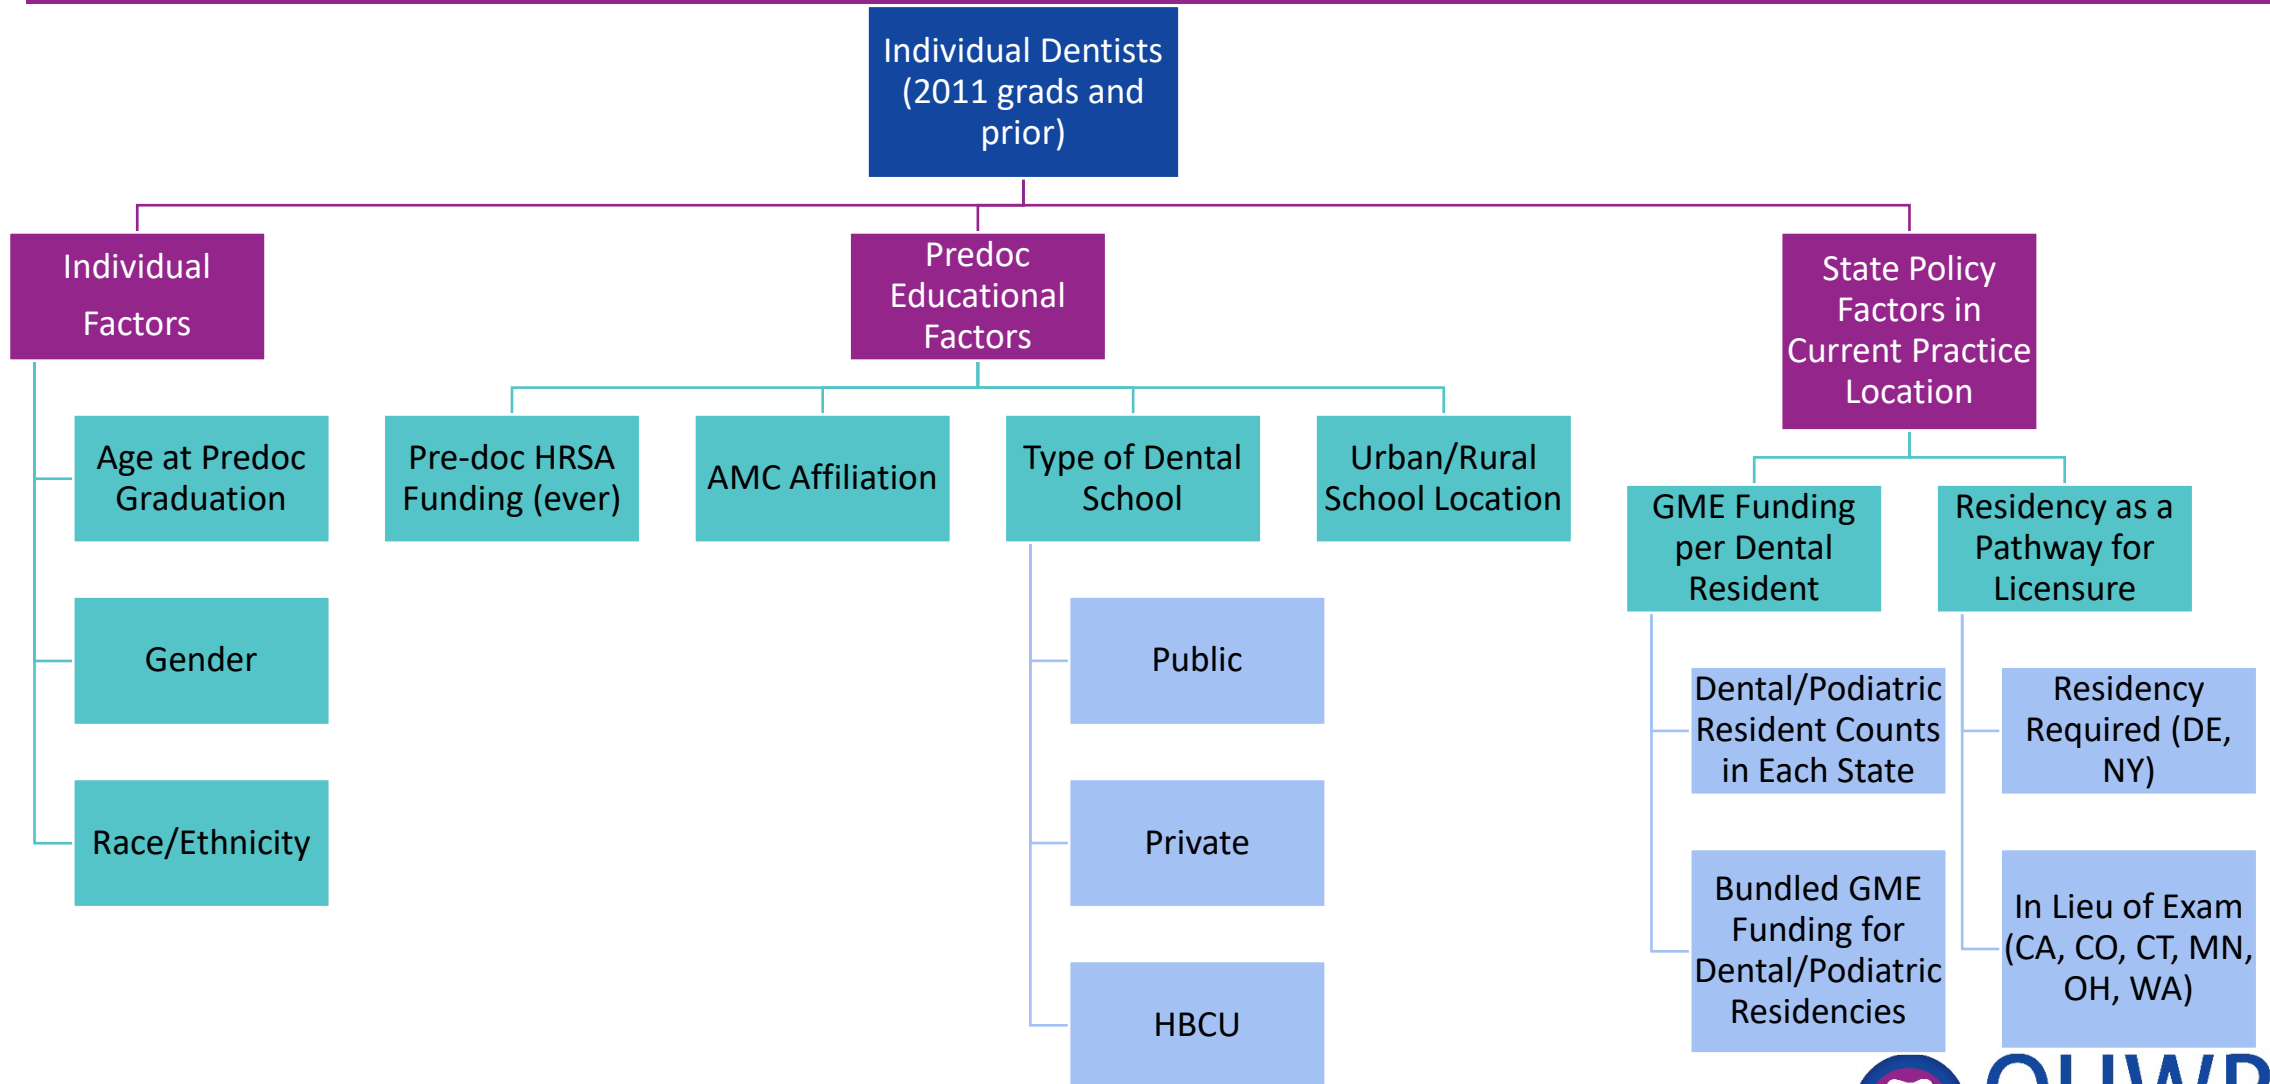 Individual Dentists
(2011 grads and
prior)
Individual
Factors
Predoc
Educational
Factors
State Policy
Factors in
Current Practice
Location
Age at Predoc
Graduation
Gender
Race/Ethnicity
Pre-doc HRSA
Funding (ever)
AMC Affiliation
Type of Dental
School
Urban/Rural
School Location
Public
Private
HBCU
GME Funding
per Dental
Resident
Residency as a
Pathway for
Licensure
Dental/Podiatric
Resident Counts
in Each State
Bundled GME
Funding for
Dental/Podiatric
Residencies
Residency
Required (DE,
NY)
In Lieu of Exam
(CA, CO, CT, MN,
OH, WA)